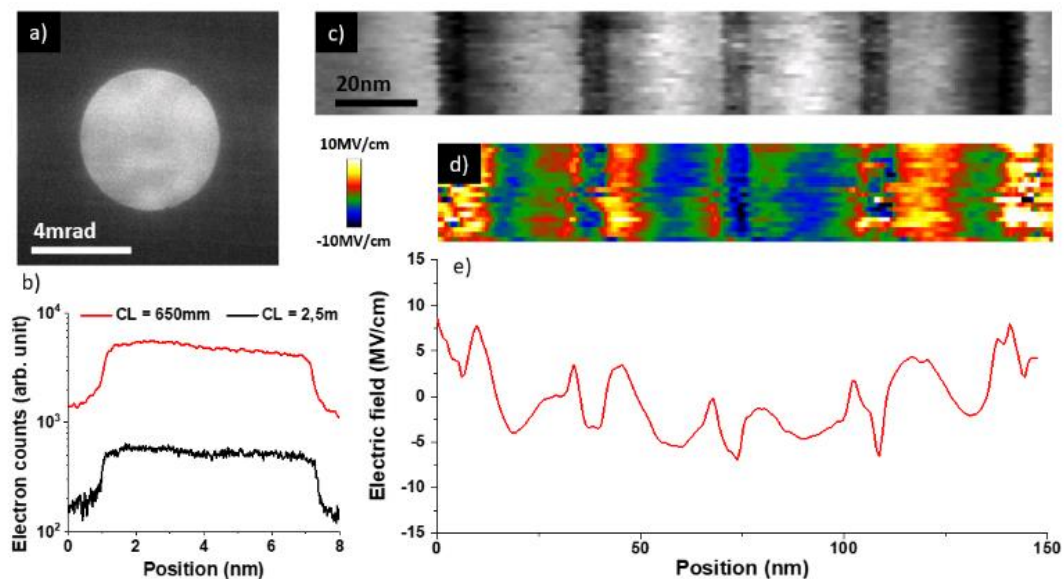 a)
4mrad
c)
20nm
10MV/cm
-10MV/cm
d)
b)
CL = 650mm
CL = 2,5m
Electron counts (arb. unit)
10⁴
10³
10²
0 2 4 6 8
Position (nm)
e)
Electric field (MV/cm)
15
10
5
0
-5
-10
-15
0 50 100 150
Position (nm)